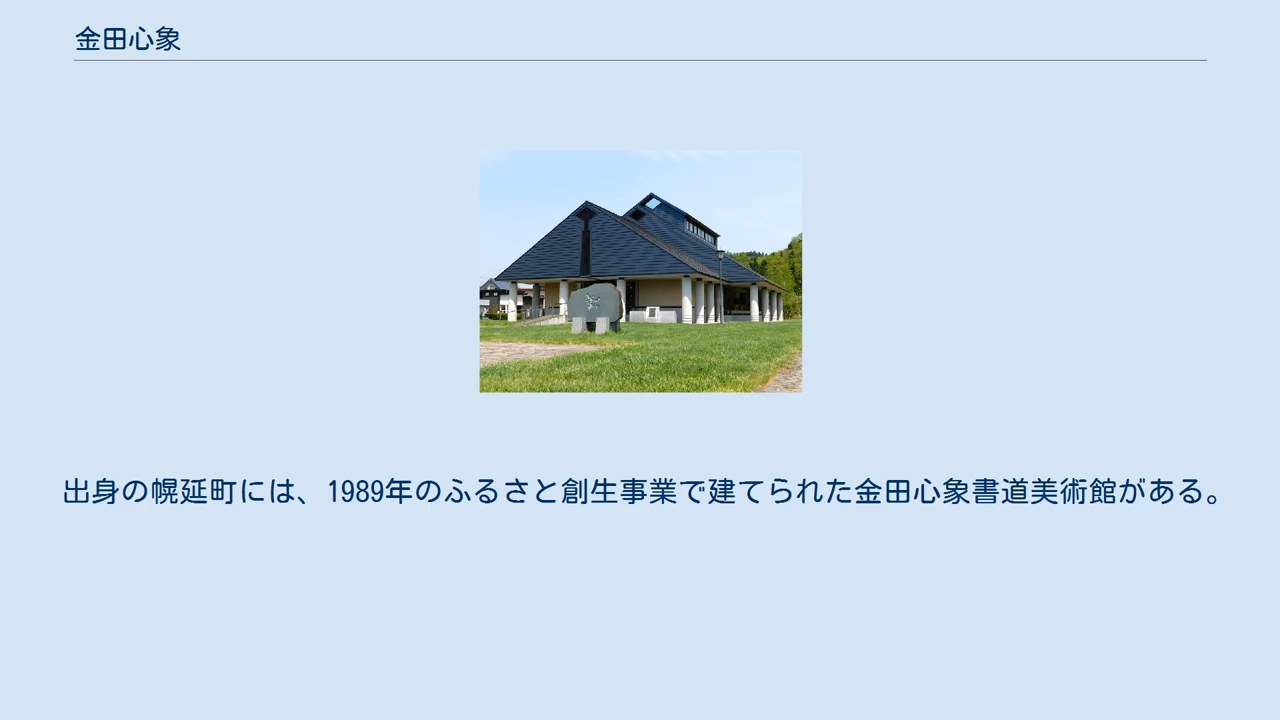 金田心象
出身の幌延町には、1989年のふるさと創生事業で建てられた金田心象書道美術館がある。